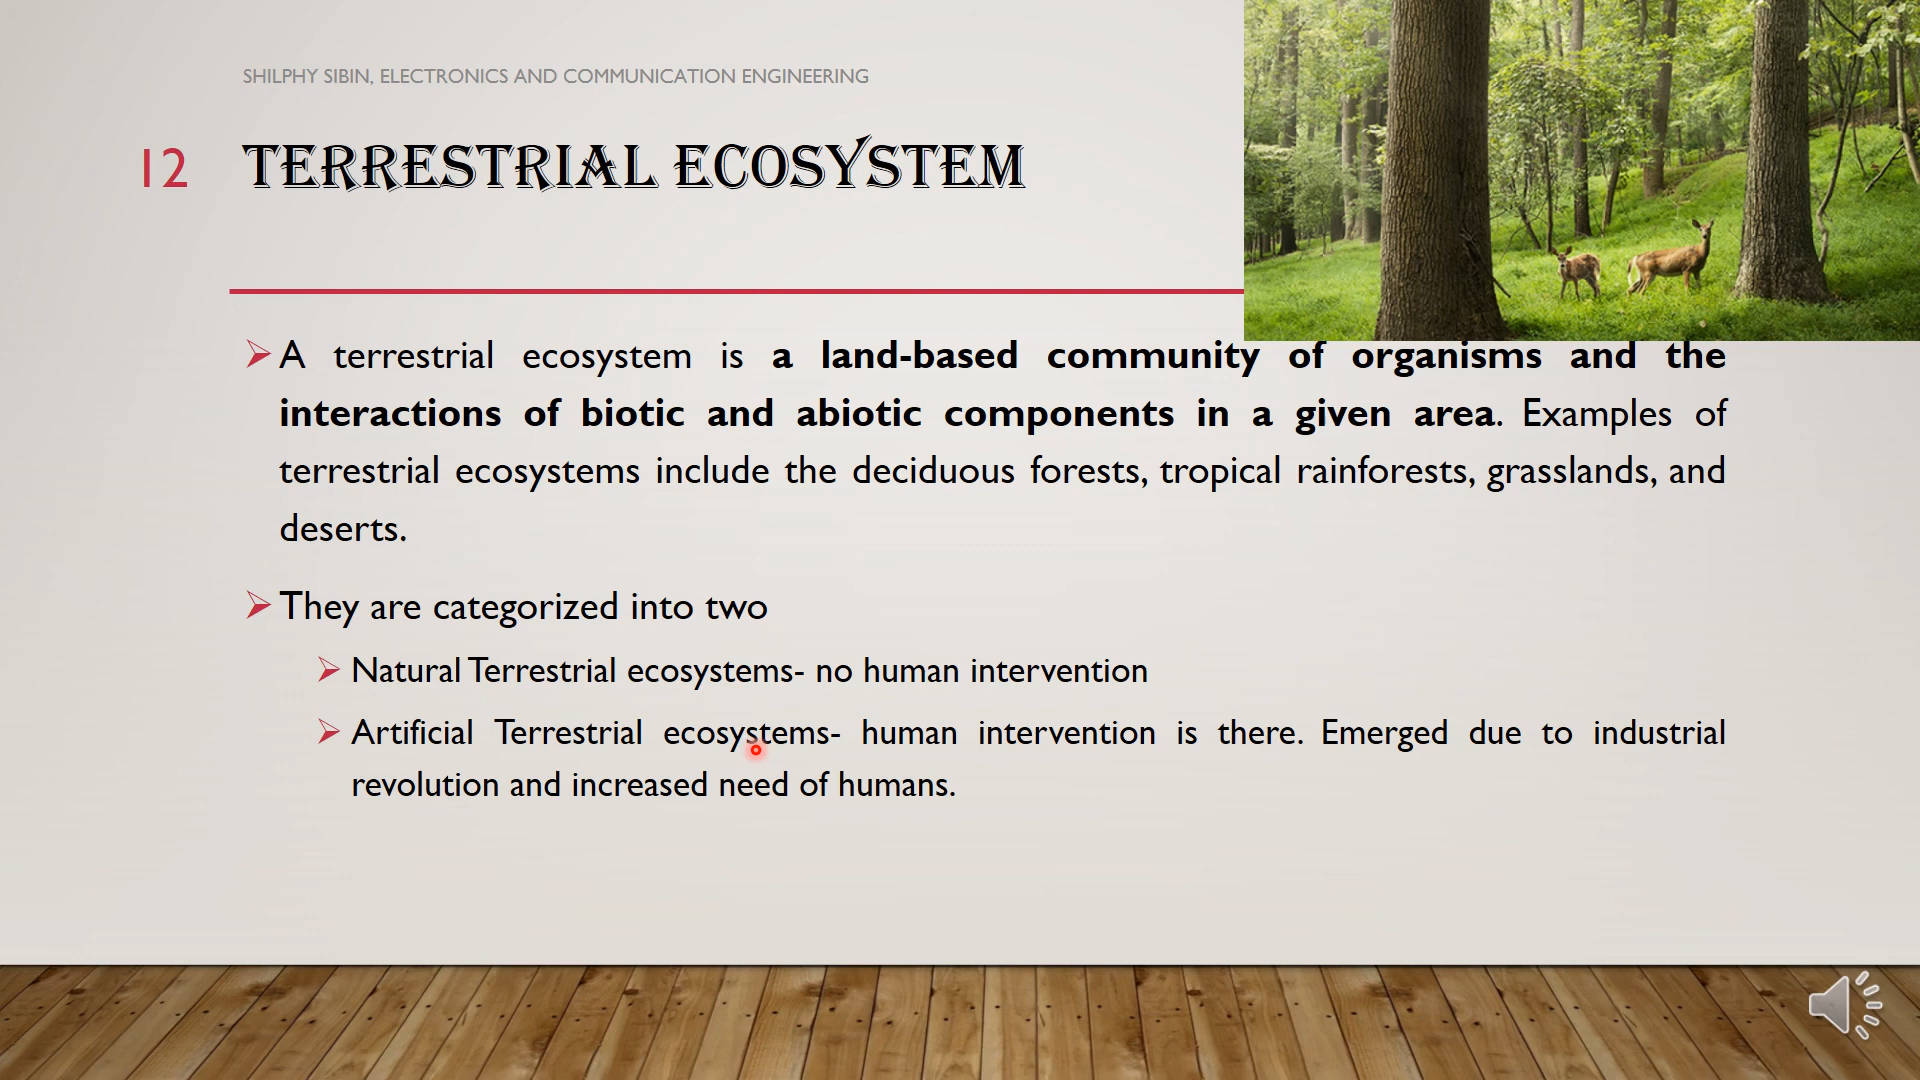 SHILPHY SIBIN, ELECTRONICS AND COMMUNICATION ENGINEERING
12
TERRESTRIAL ECOSYSTEM
A terrestrial ecosystem is a land-based community of organisms and the
interactions of biotic and abiotic components in a given area. Examples of
terrestrial ecosystems include the deciduous forests, tropical rainforests, grasslands, and
deserts.
They are categorized into two
Natural Terrestrial ecosystems- no human intervention
Artificial Terrestrial ecosystems- human intervention is there. Emerged due to industrial
revolution and increased need of humans.